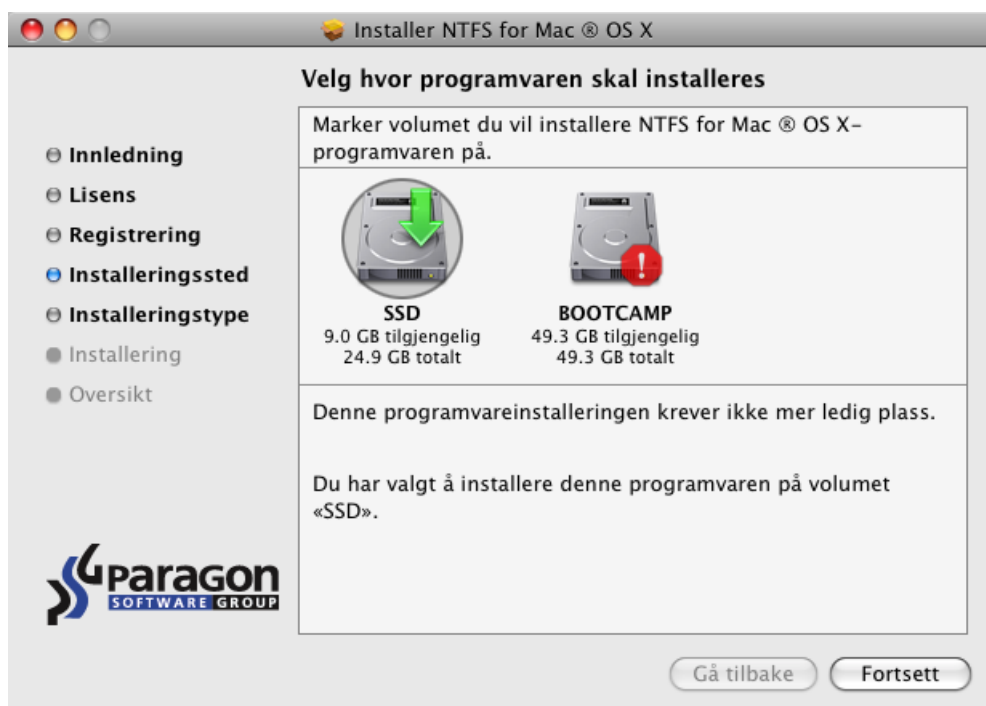 Installer NTFS for Mac ® OS X
Velg hvor programvaren skal installeres
Innledning
Lisens
Registrering
Installeringssted
Installeringstype
Installering
Oversikt
Marker volumet du vil installere NTFS for Mac ® OS X-
programvaren på.
SSD
9.0 GB tilgjengelig
24.9 GB totalt
BOOTCAMP
49.3 GB tilgjengelig
49.3 GB totalt
Denne programvareinstalleringen krever ikke mer ledig plass.
Du har valgt å installere denne programvaren på volumet
«SSD».
Paragon
SOFTWARE GROUP
Gå tilbake
Fortsett